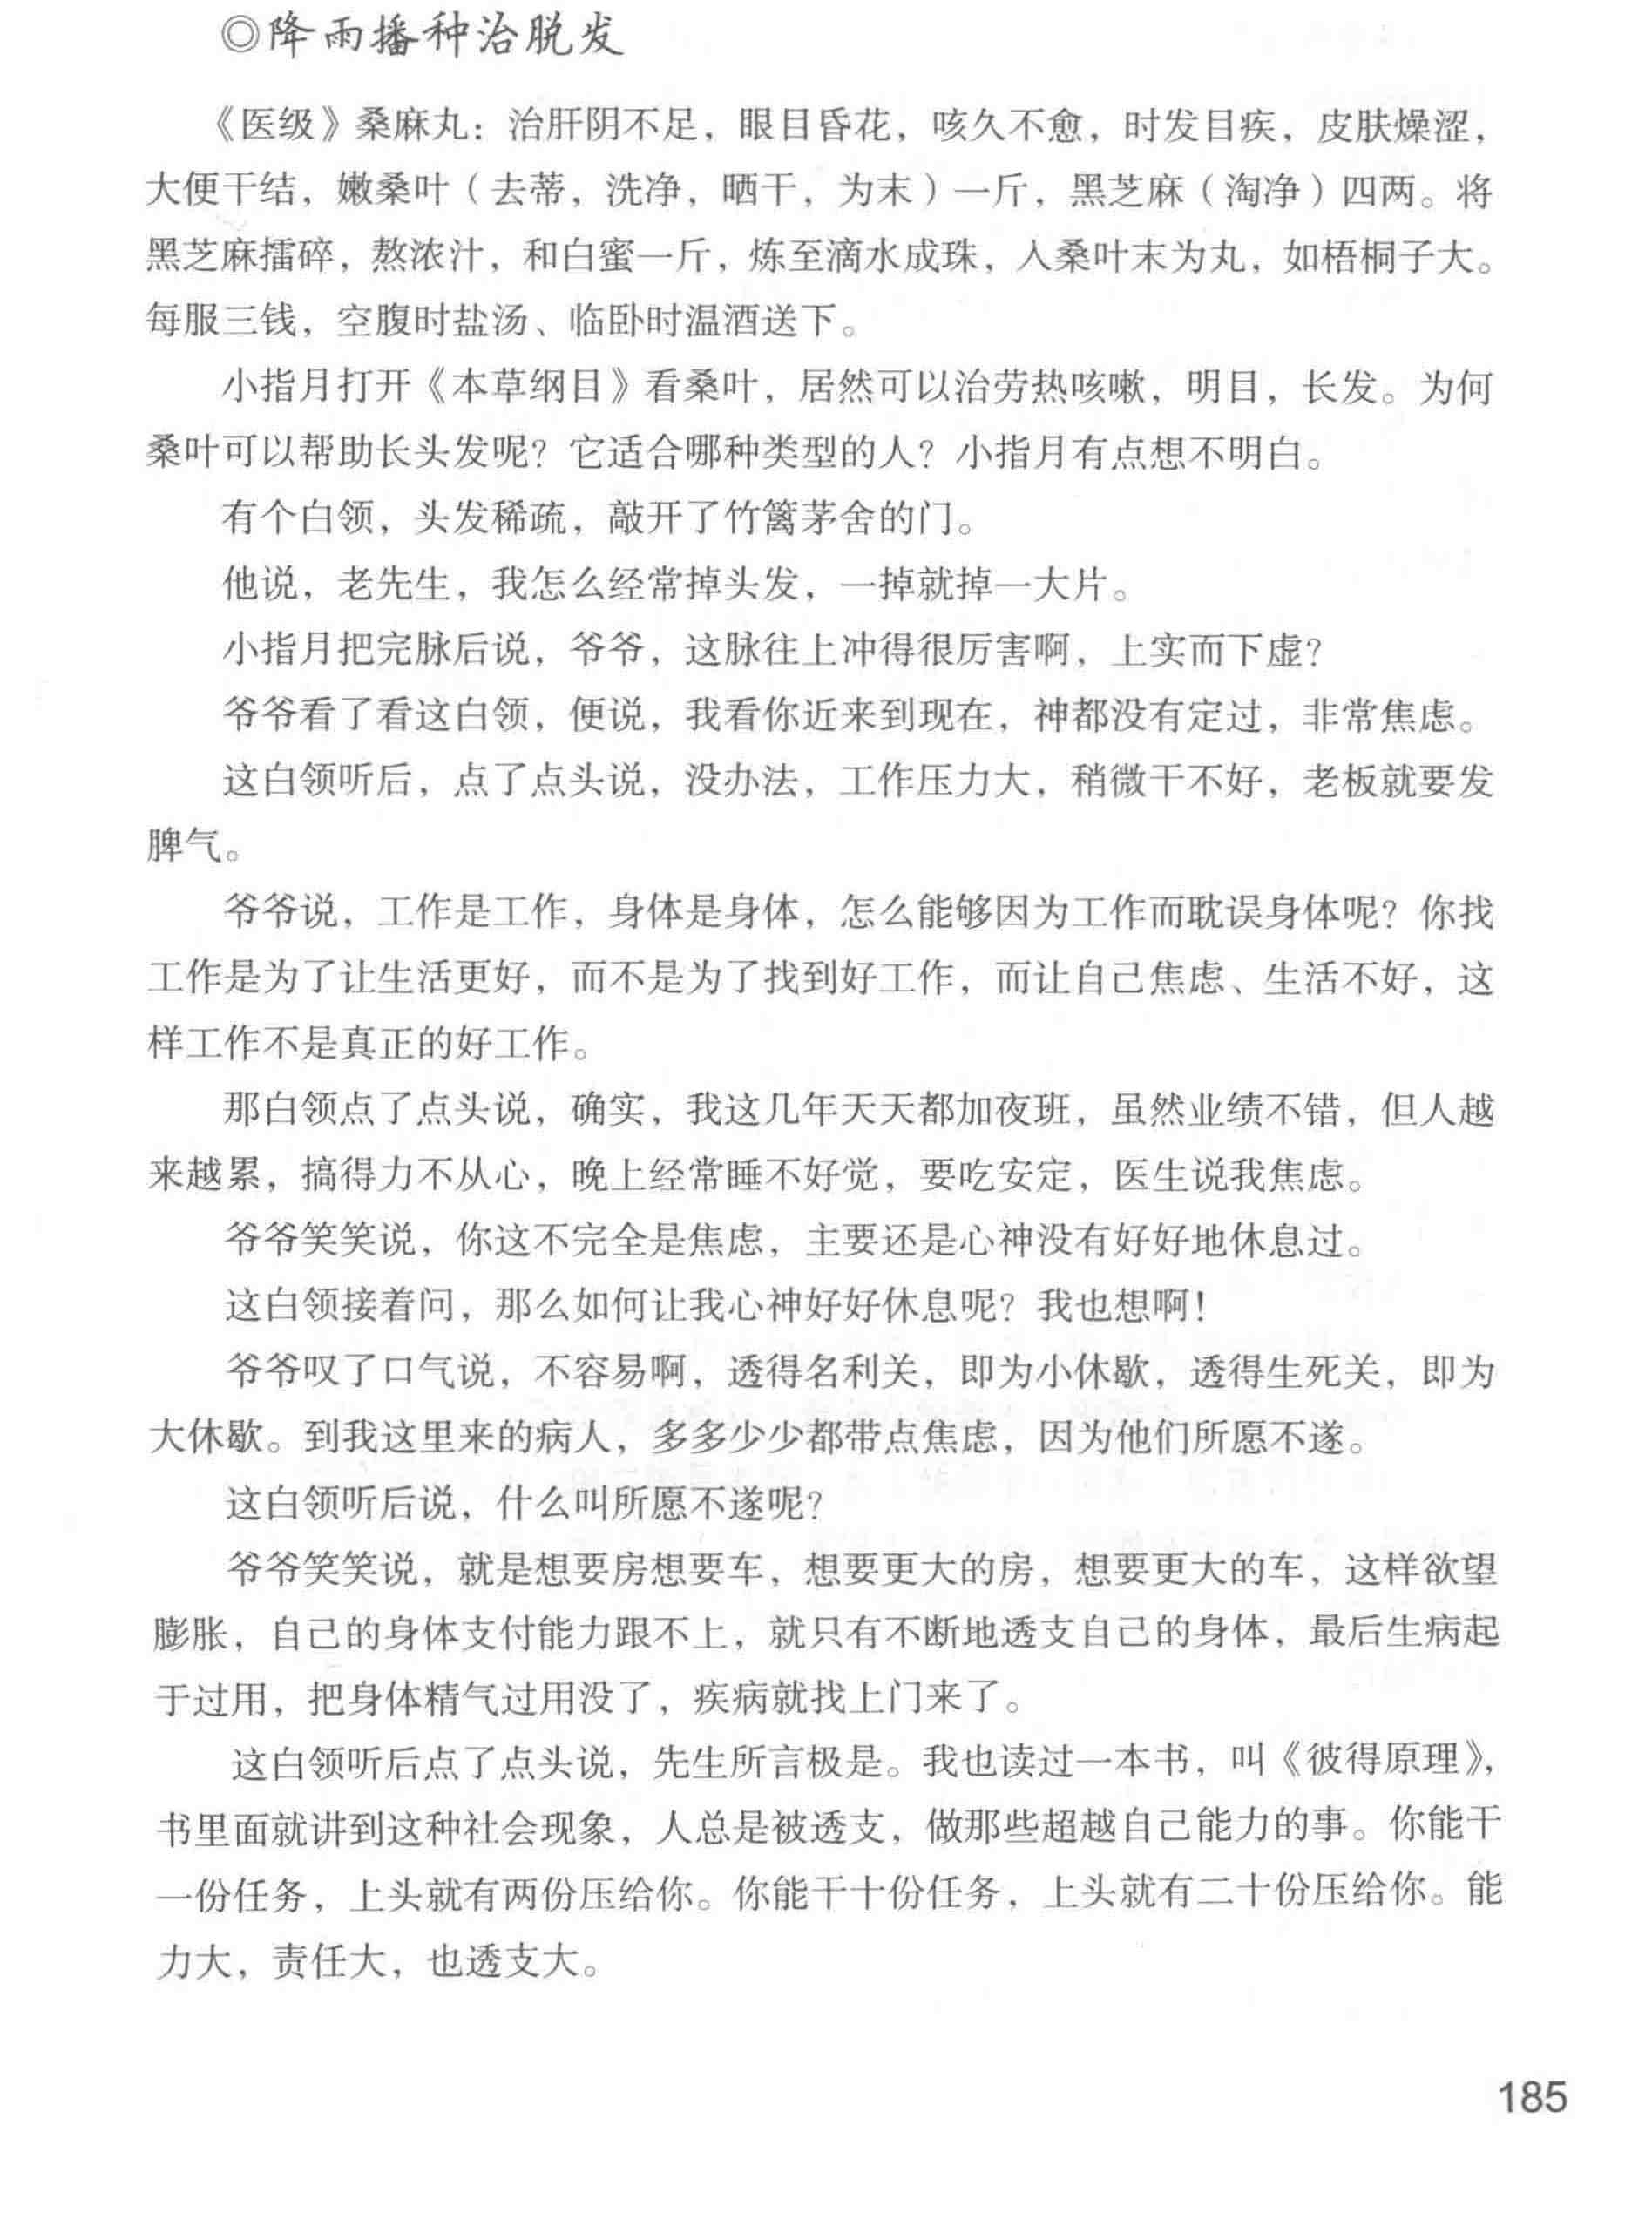 ◎降雨播种治脱发
《医级》桑麻丸：治肝阴不足，眼目昏花，咳久不愈，时发目疾，皮肤燥涩，
大便干结，嫩桑叶（去蒂，洗净，晒干，为末）一斤，黑芝麻（淘净）四两。将
黑芝麻擂碎，熬浓汁，和白蜜一斤，炼至滴水成珠，入桑叶末为丸，如梧桐子大。
每服三钱，空腹时盐汤、临卧时温酒送下。
小指月打开《本草纲目》看桑叶，居然可以治劳热咳嗽，明目，长发。为何
桑叶可以帮助长头发呢？它适合哪种类型的人？小指月有点想不明白。
有个白领，头发稀疏，敲开了竹篱茅舍的门。
他说，老先生，我怎么经常掉头发，一掉就掉一大片。
小指月把完脉后说，爷爷，这脉往上冲得很厉害啊，上实而下虚？
爷爷看了看这白领，便说，我看你近来到现在，神都没有定过，非常焦虑。
这白领听后，点了点头说，没办法，工作压力大，稍微干不好，老板就要发
脾气。
爷爷说，工作是工作，身体是身体，怎么能够因为工作而耽误身体呢？你找
工作是为了让生活更好，而不是为了找到好工作，而让自己焦虑、生活不好，这
样工作不是真正的好工作。
那白领点了点头说，确实，我这几年天天都加夜班，虽然业绩不错，但人越
来越累，搞得力不从心，晚上经常睡不好觉，要吃安定，医生说我焦虑。
爷爷笑笑说，你这不完全是焦虑，主要还是心神没有好好地休息过。
这白领接着问，那么如何让我心神好好休息呢？我也想啊！
爷爷叹了口气说，不容易啊，透得名利关，即为小休歇，透得生死关，即为
大休歇。到我这里来的病人，多多少少都带点焦虑，因为他们所愿不遂。
这白领听后说，什么叫所愿不遂呢？
爷爷笑笑说，就是想要房想要车，想要更大的房，想要更大的车，这样欲望
膨胀，自己的身体支付能力跟不上，就只有不断地透支自己的身体，最后生病起
于过用，把身体精气过用没了，疾病就找上门来了。
这白领听后点了点头说，先生所言极是。我也读过一本书，叫《彼得原理》，
书里面就讲到这种社会现象，人总是被透支，做那些超越自己能力的事。你能干
一份任务，上头就有两份压给你。你能干十份任务，上头就有二十份压给你。能
力大，责任大，也透支大。
185